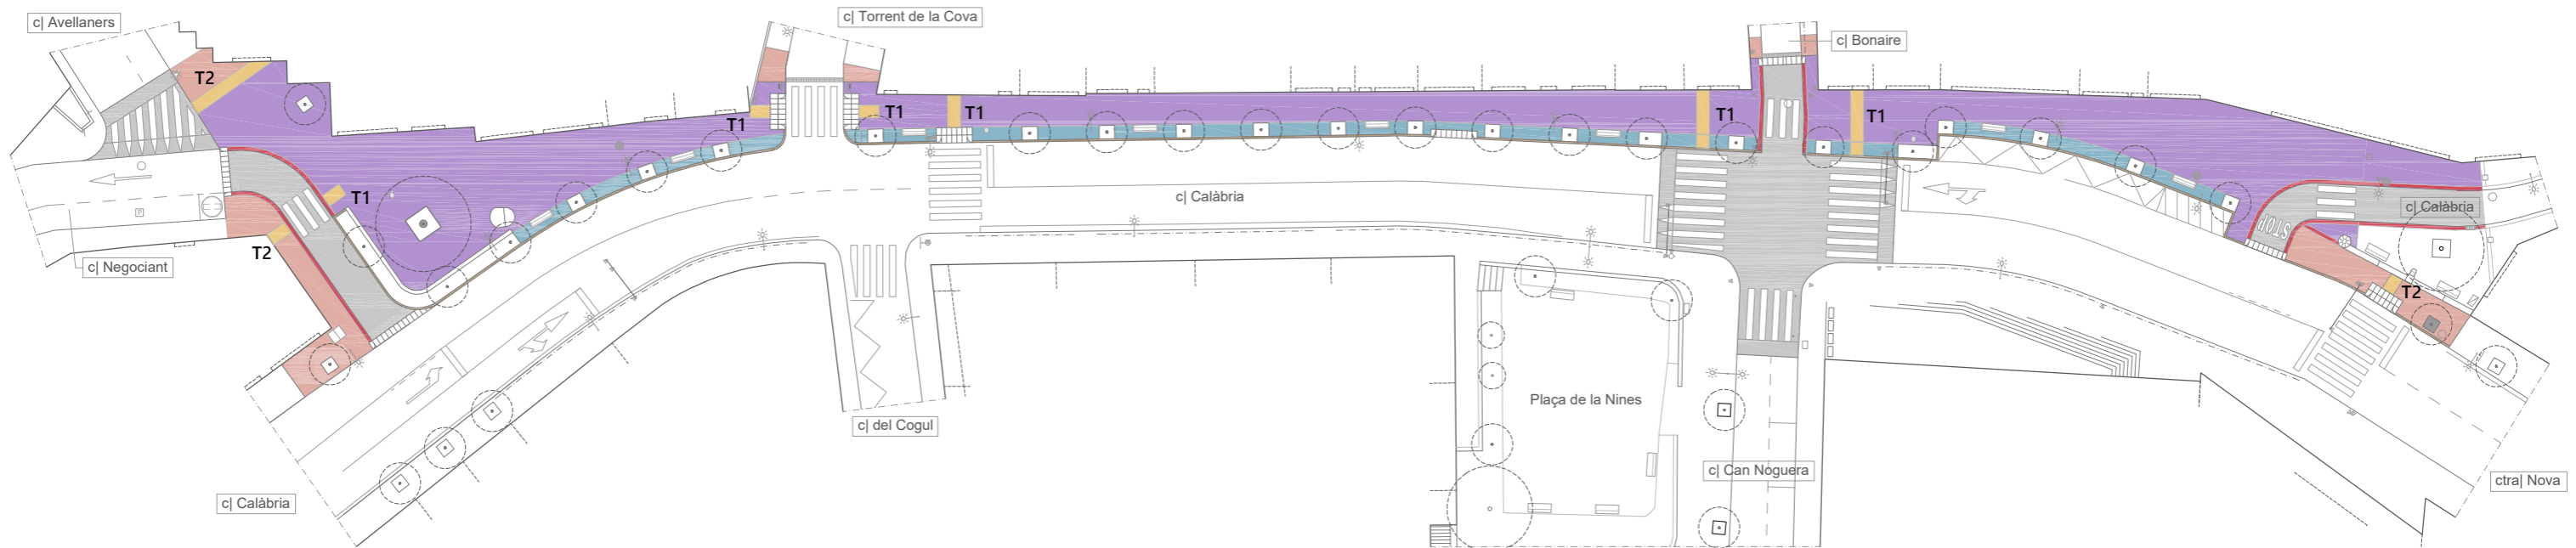 c| Avellaners
c| Torrent de la Cova
c| Bonaire
T2
T1
T1
T1
T1
T1
T1
T2
c| Negociant
c| Calàbria
c| Calàbria
STOP
T2
P
Plaça de la Nines
c| del Cogul
c| Can Noguera
c| Calàbria
ctra| Nova